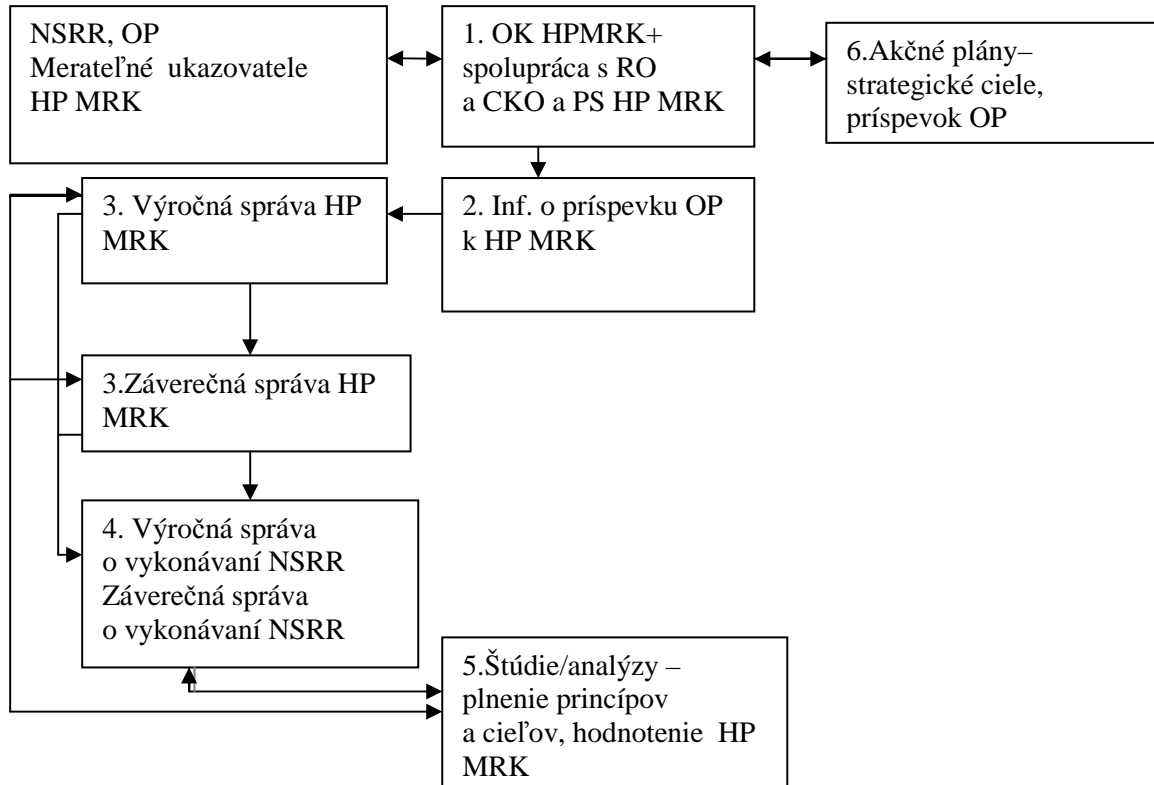 NSRR, OP
Merateľné ukazovatele
HP MRK
1. OK HPMRK+
spolupráca s RO
a CKO a PS HP MRK
6.Akčné plány–
strategické ciele,
príspevok OP
3. Výročná správa HP
MRK
2. Inf. o príspevku OP
k HP MRK
3.Záverečná správa HP
MRK
4. Výročná správa
o vykonávaní NSRR
Záverečná správa
o vykonávaní NSRR
5.Štúdie/analýzy –
plnenie princípov
a cieľov, hodnotenie HP
MRK